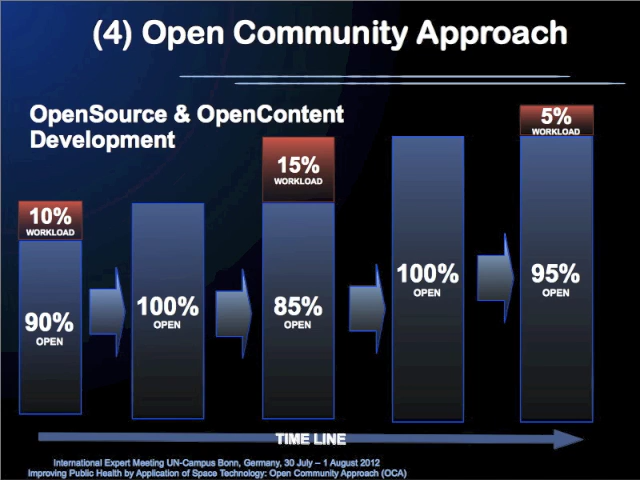 (4) Open Community Approach
OpenSource & OpenContent
Development
10%
WORKLOAD
90%
OPEN
100%
OPEN
15%
WORKLOAD
85%
OPEN
100%
OPEN
5%
WORKLOAD
95%
OPEN
TIME LINE
International Expert Meeting UN-Campus Bonn, Germany, 30 July – 1 August 2012
Improving Public Health by Application of Space Technology: Open Community Approach (OCA)